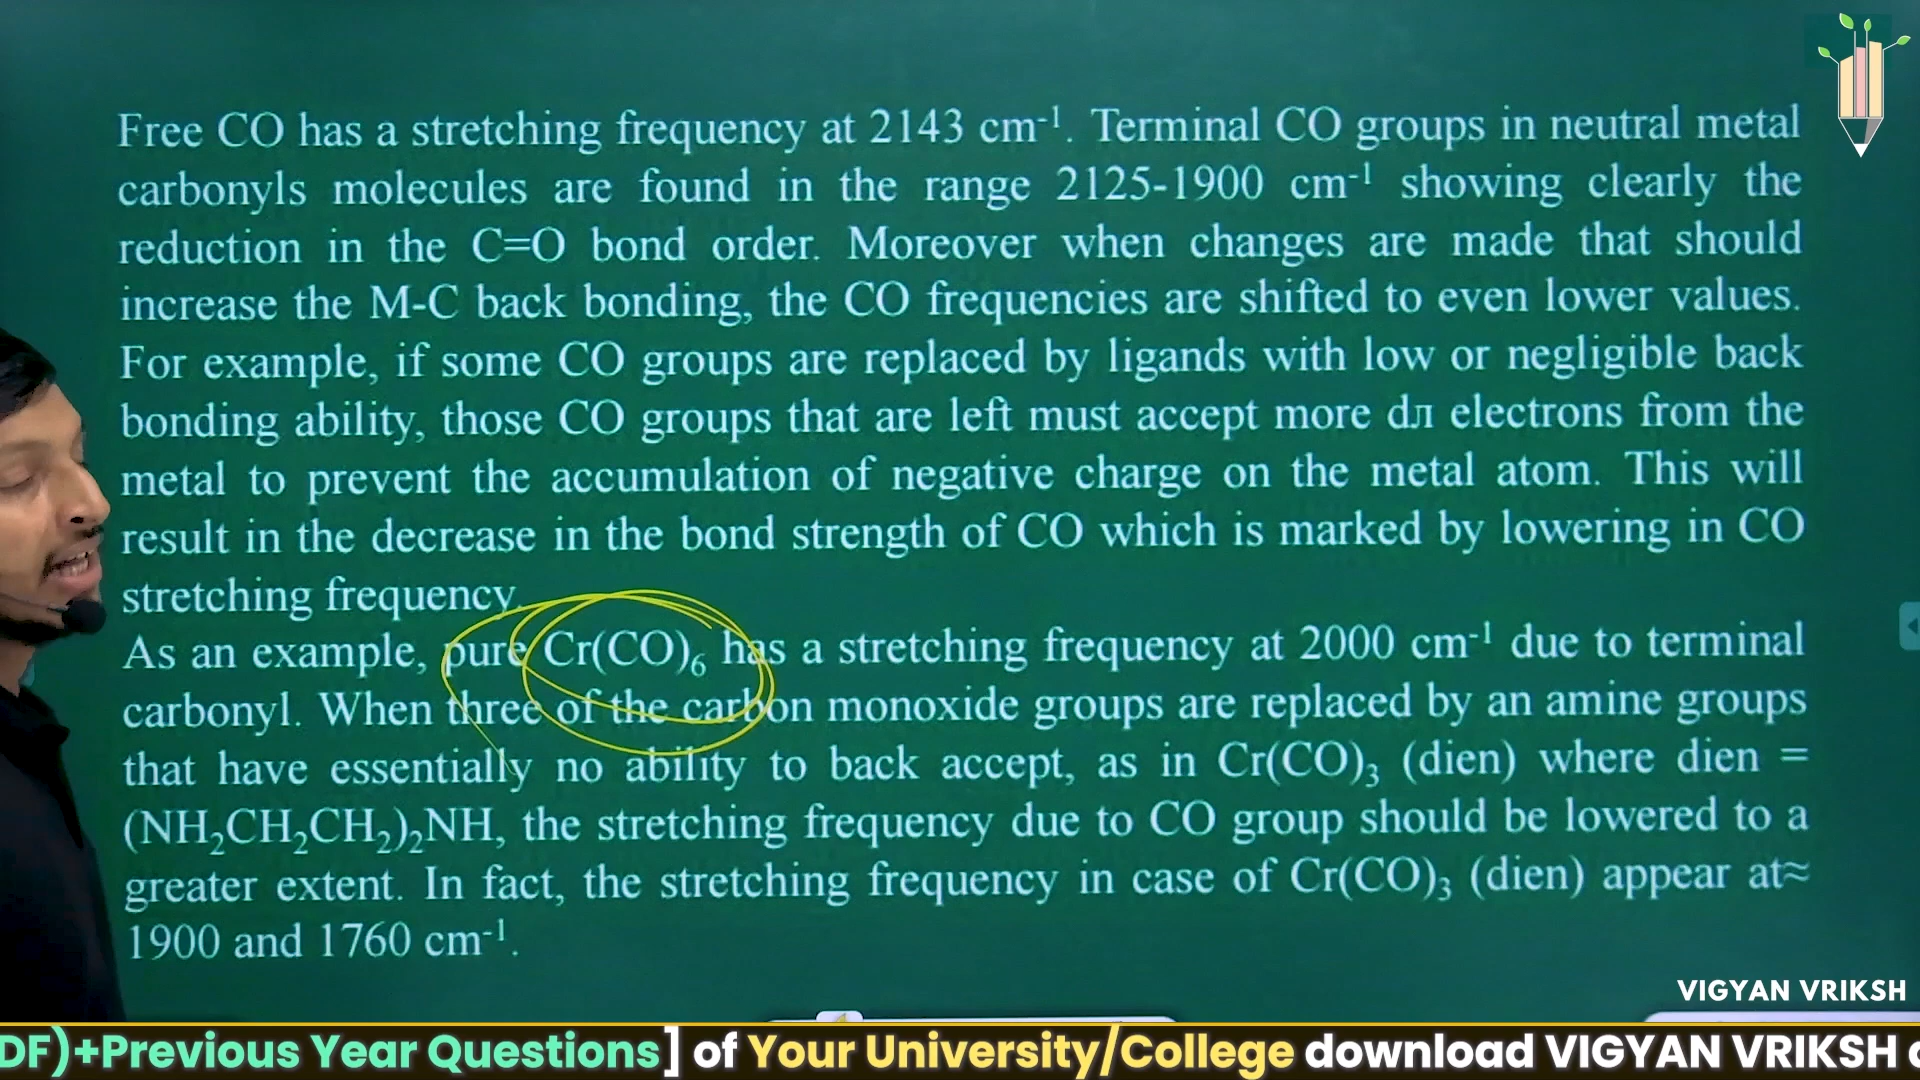 Free CO has a stretching frequency at 2143 cm⁻¹. Terminal CO groups in neutral metal
carbonyls molecules are found in the range 2125-1900 cm⁻¹ showing clearly the
reduction in the C=O bond order. Moreover when changes are made that should
increase the M-C back bonding, the CO frequencies are shifted to even lower values.
For example, if some CO groups are replaced by ligands with low or negligible back
bonding ability, those CO groups that are left must accept more dπ electrons from the
metal to prevent the accumulation of negative charge on the metal atom. This will
result in the decrease in the bond strength of CO which is marked by lowering in CO
stretching frequency.
As an example, pure Cr(CO)₆ has a stretching frequency at 2000 cm⁻¹ due to terminal
carbonyl. When three of the carbon monoxide groups are replaced by an amine groups
that have essentially no ability to back accept, as in Cr(CO)₃ (dien) where dien =
(NH₂CH₂CH₂)₂NH, the stretching frequency due to CO group should be lowered to a
greater extent. In fact, the stretching frequency in case of Cr(CO)₃ (dien) appear at≈
1900 and 1760 cm⁻¹.
VIGYAN VRIKSH
DF)+Previous Year Questions] of Your University/College download VIGYAN VRIKSH